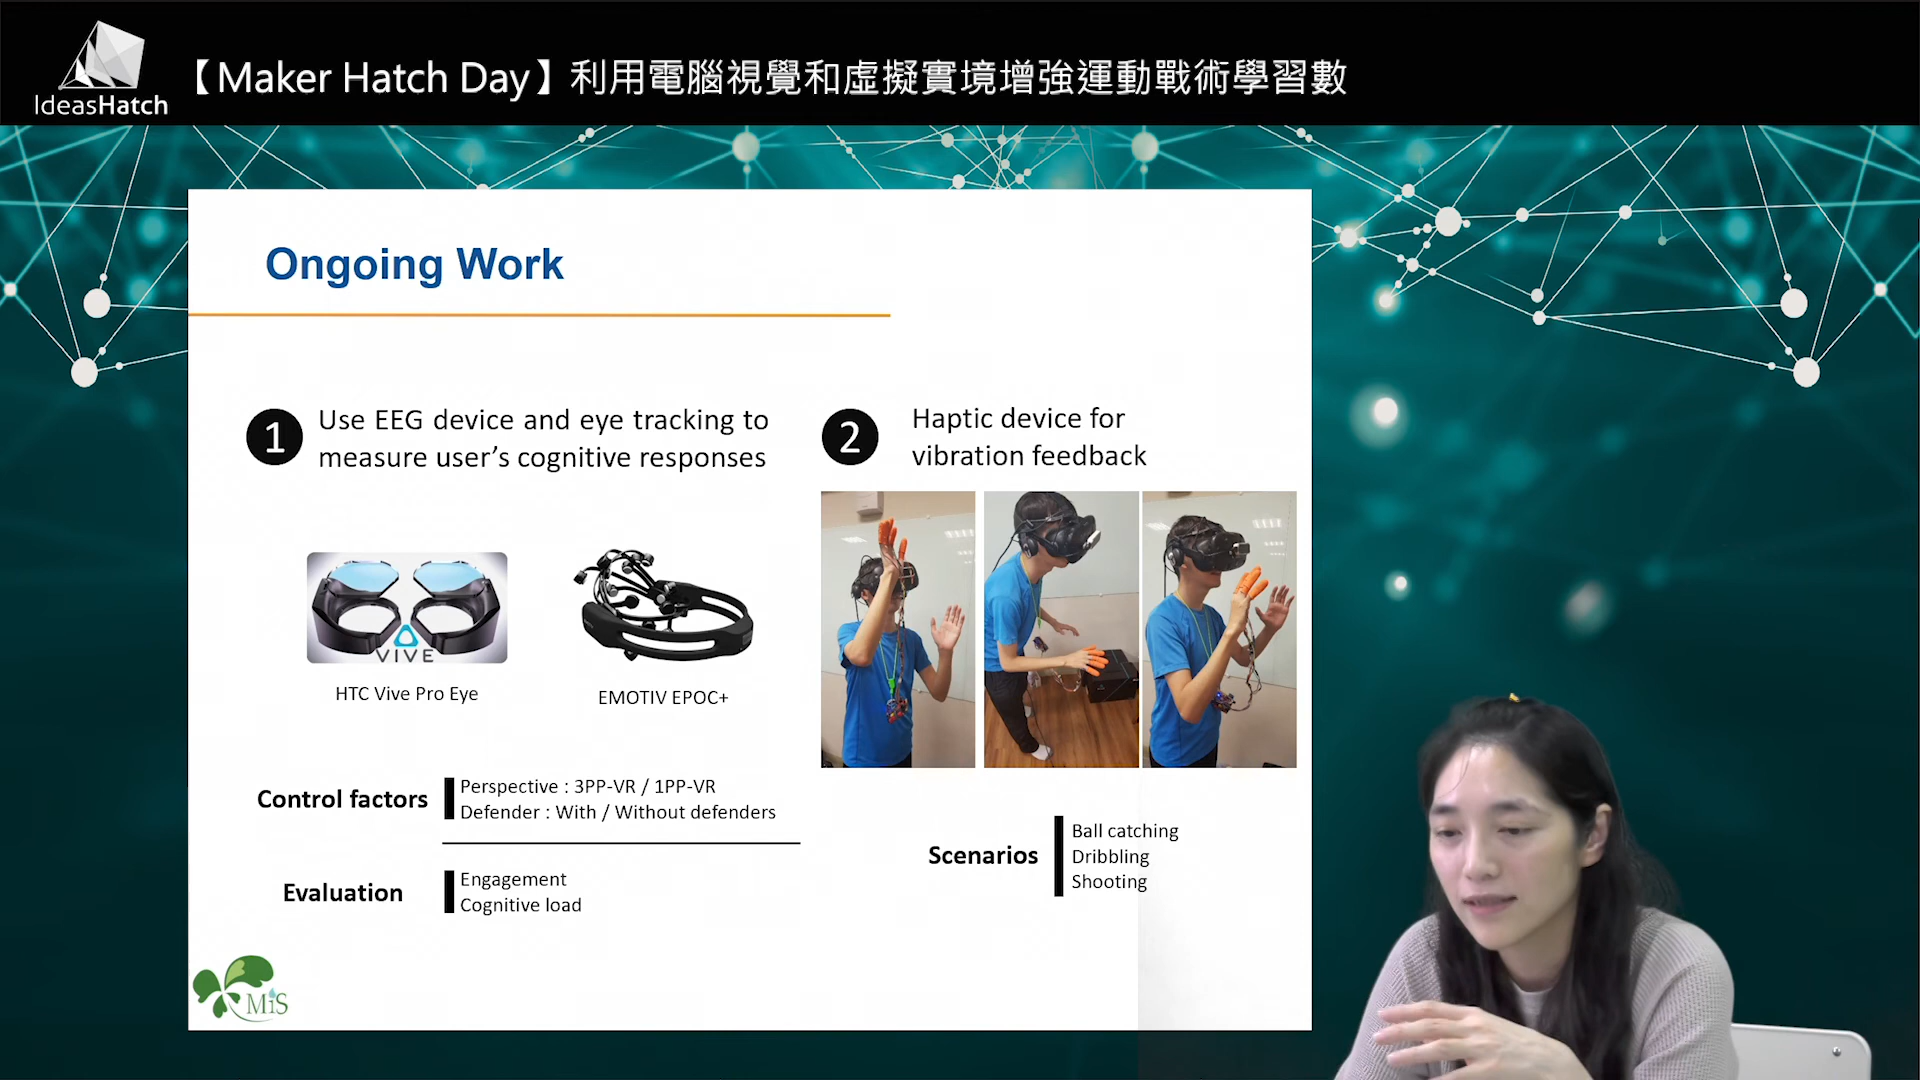 IdeasHatch
【Maker Hatch Day】利用電腦視覺和虛擬實境增強運動戰術學習數
Ongoing Work
1
Use EEG device and eye tracking to
measure user’s cognitive responses
VIVE
HTC Vive Pro Eye
EMOTIV EPOC+
Control factors
Perspective : 3PP-VR / 1PP-VR
Defender : With / Without defenders
Evaluation
Engagement
Cognitive load
2
Haptic device for
vibration feedback
Scenarios
Ball catching
Dribbling
Shooting
MiS